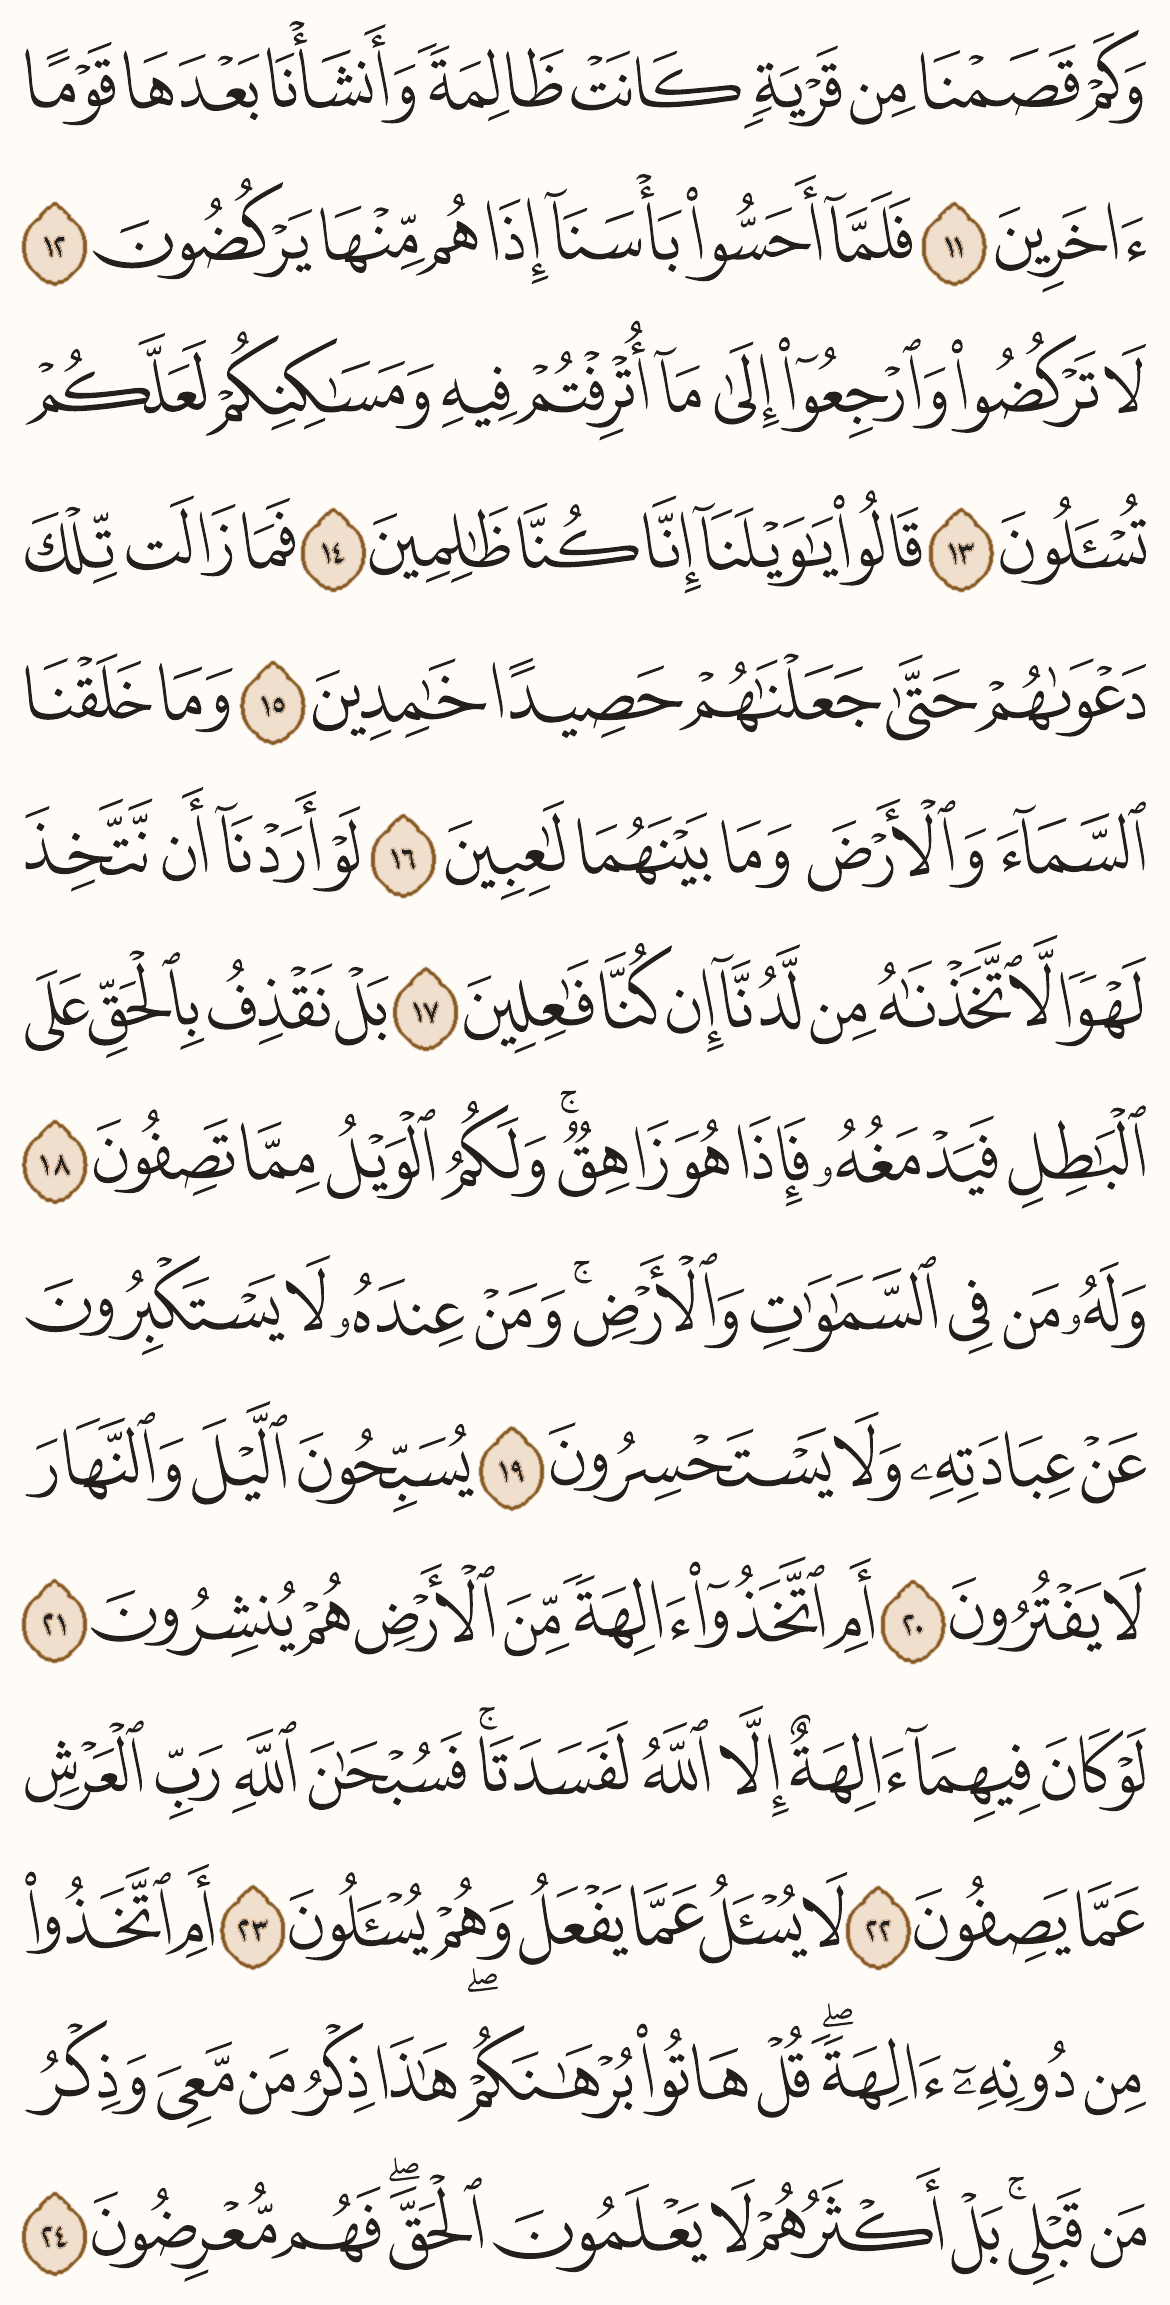 وَكَمۡ قَصَمۡنَا مِن قَرۡيَةٖ كَانَتۡ ظَالِمَةٗ وَأَنشَأۡنَا بَعۡدَهَا قَوۡمًا
ءَاخَرِينَ ١١ فَلَمَّآ أَحَسُّواْ بَأۡسَنَآ إِذَا هُم مِّنۡهَا يَرۡكُضُونَ ١٢
لَا تَرۡكُضُواْ وَٱرۡجِعُوٓاْ إِلَىٰ مَآ أُتۡرِفۡتُمۡ فِيهِ وَمَسَٰكِنِكُمۡ لَعَلَّكُمۡ
تُسۡـَٔلُونَ ١٣ قَالُواْ يَٰوَيۡلَنَآ إِنَّا كُنَّا ظَٰلِمِينَ ١٤ فَمَا زَالَت تِّلۡكَ
دَعۡوَىٰهُمۡ حَتَّىٰ جَعَلۡنَٰهُمۡ حَصِيدًا خَٰمِدِينَ ١٥ وَمَا خَلَقۡنَا
ٱلسَّمَآءَ وَٱلۡأَرۡضَ وَمَا بَيۡنَهُمَا لَٰعِبِينَ ١٦ لَوۡ أَرَدۡنَآ أَن نَّتَّخِذَ
لَهۡوٗا لَّٱتَّخَذۡنَٰهُ مِن لَّدُنَّآ إِن كُنَّا فَٰعِلِينَ ١٧ بَلۡ نَقۡذِفُ بِٱلۡحَقِّ عَلَى
ٱلۡبَٰطِلِ فَيَدۡمَغُهُۥ فَإِذَا هُوَ زَاهِقٞۚ وَلَكُمُ ٱلۡوَيۡلُ مِمَّا تَصِفُونَ ١٨
وَلَهُۥ مَن فِي ٱلسَّمَٰوَٰتِ وَٱلۡأَرۡضِۚ وَمَنۡ عِندَهُۥ لَا يَسۡتَكۡبِرُونَ
عَنۡ عِبَادَتِهِۦ وَلَا يَسۡتَحۡسِرُونَ ١٩ يُسَبِّحُونَ ٱلَّيۡلَ وَٱلنَّهَارَ
لَا يَفۡتُرُونَ ٢٠ أَمِ ٱتَّخَذُوٓاْ ءَالِهَةٗ مِّنَ ٱلۡأَرۡضِ هُمۡ يُنشِرُونَ ٢١
لَوۡ كَانَ فِيهِمَآ ءَالِهَةٌ إِلَّا ٱللَّهُ لَفَسَدَتَاۚ فَسُبۡحَٰنَ ٱللَّهِ رَبِّ ٱلۡعَرۡشِ
عَمَّا يَصِفُونَ ٢٢ لَا يُسۡـَٔلُ عَمَّا يَفۡعَلُ وَهُمۡ يُسۡـَٔلُونَ ٢٣ أَمِ ٱتَّخَذُواْ
مِن دُونِهِۦٓ ءَالِهَةٗۖ قُلۡ هَاتُواْ بُرۡهَٰنَكُمۡۖ هَٰذَا ذِكۡرُ مَن مَّعِيَ وَذِكۡرُ
مَن قَبۡلِيۚ بَلۡ أَكۡثَرُهُمۡ لَا يَعۡلَمُونَ ٱلۡحَقَّۖ فَهُم مُّعۡرِضُونَ ٢٤